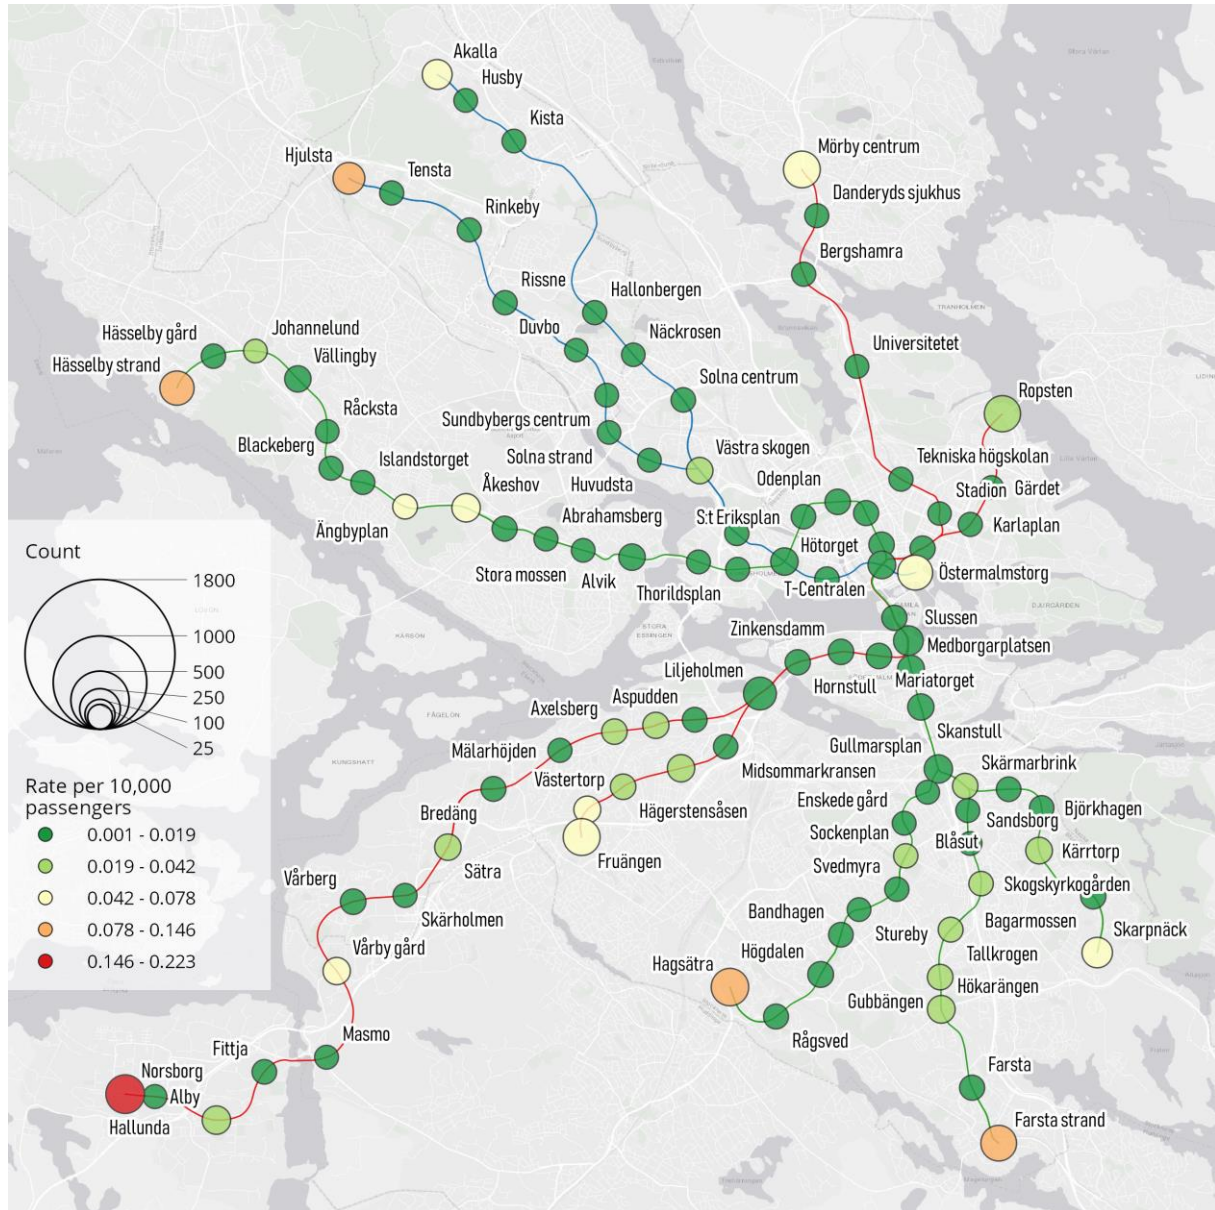 Akalla
Husby
Kista
Hjulsta
Tensta
Rinkeby
Mörby centrum
Danderyds sjukhus
Bergshamra
Rissne
Hallonbergen
Duvbo
Näckrosen
Universitetet
Hässelby gård
Johannelund
Hässelby strand
Vällingby
Solna centrum
Ropsten
Råcksta
Sundbybergs centrum
Blackeberg
Islandstorget
Solna strand
Västra skogen
Tekniska högskolan
Åkeshov
Huvudsta
Odenplan
Stadion
Gärdet
Ängbyplan
Abrahamsberg
S:t Eriksplan
Karlaplan
Stora mossen
Alvik
Hötorget
Thorildsplan
T-Centralen
Östermalmstorg
TRANHOLMEN
KÄRSÖN
STORA
ESSINGEN
DJURGÅRDEN
FÅGELÖN
KUNGSHATT
Slussen
Zinkensdamm
Medborgarplatsen
Liljeholmen
Hornstull
Mariatorget
Aspudden
Axelsberg
Skanstull
Mälarhöjden
Gullmarsplan
Skärmarbrink
Västertorp
Midsommarkransen
Enskede gård
Björkhagen
Bredäng
Hägerstensåsen
Sandsborg
Sockenplan
Blåsut
Kärrtorp
Fruängen
Svedmyra
Sätra
Skogskyrkogården
Vårberg
Skärholmen
Bandhagen
Bagarmossen
Stureby
Skarpnäck
Vårby gård
Högdalen
Tallkrogen
Hagsätra
Hökarängen
Gubbängen
Rågsved
Masmo
Fittja
Farsta
Norsborg
Alby
Hallunda
Farsta strand
Count
1800
1000
500
250
100
25
Rate per 10,000
passengers
0.001 - 0.019
0.019 - 0.042
0.042 - 0.078
0.078 - 0.146
0.146 - 0.223